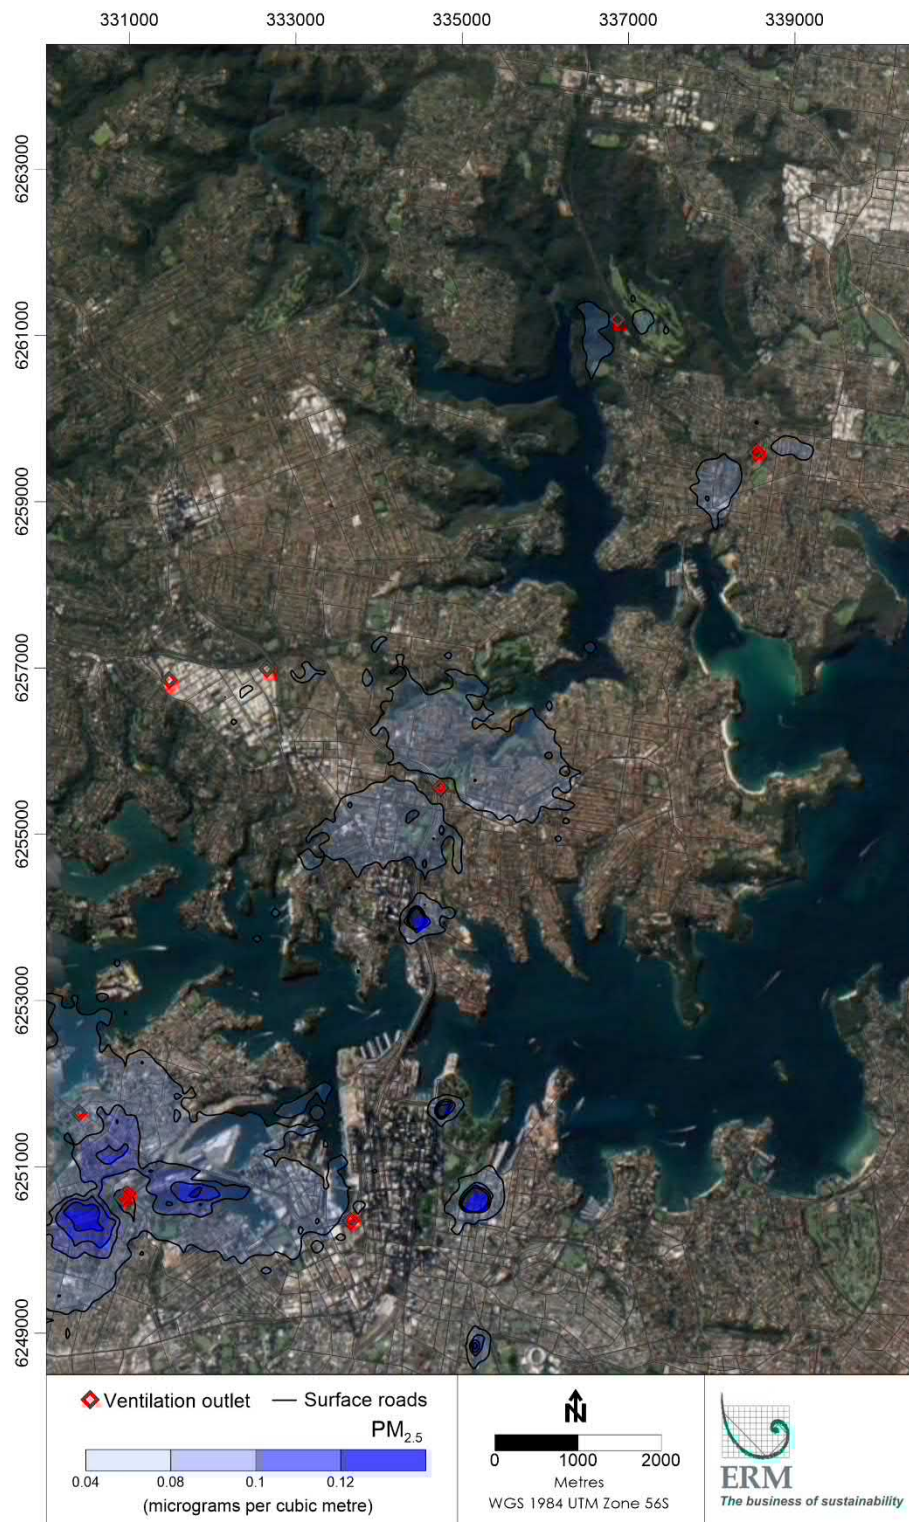 331000 333000 335000 337000 339000
6263000
6261000
6259000
6257000
6255000
6253000
6251000
6249000
Ventilation outlet Surface roads
PM2.5
0.04 0.08 0.1 0.12
(micrograms per cubic metre)
N
0 1000 2000
Metres
WGS 1984 UTM Zone 56S
ERM
The business of sustainability